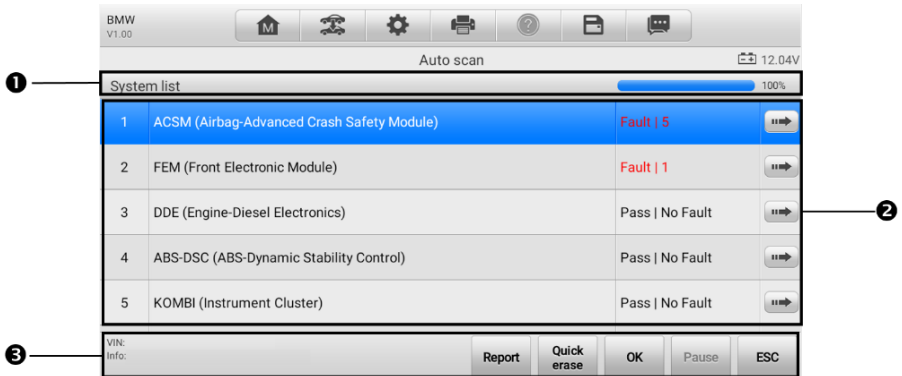 BMW
V1.00
M
?
Auto scan
12.04V
❶
System list
100%
1 ACSM (Airbag-Advanced Crash Safety Module) Fault | 5
2 FEM (Front Electronic Module) Fault | 1
3 DDE (Engine-Diesel Electronics) Pass | No Fault
❷
4 ABS-DSC (ABS-Dynamic Stability Control) Pass | No Fault
5 KOMBI (Instrument Cluster) Pass | No Fault
❸
VIN:
Info:
Report
Quick
erase
OK
Pause
ESC